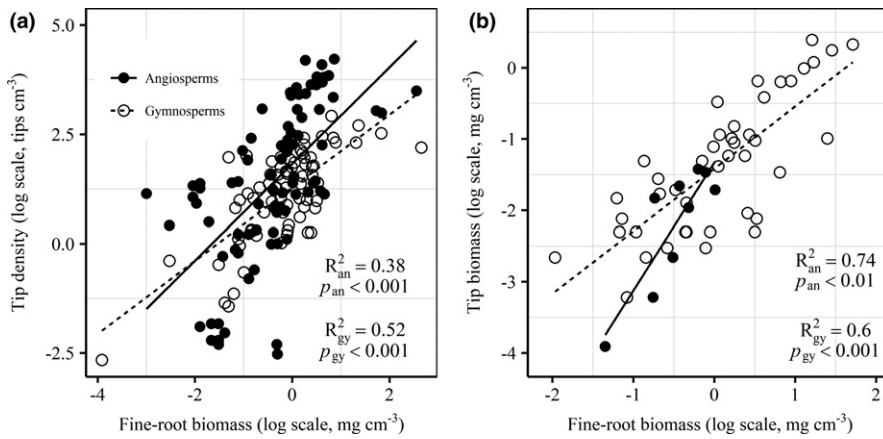 (a)
Tip density (log scale, tips cm⁻³)
5.0
2.5
0.0
-2.5
Angiosperms
Gymnosperms
R²an = 0.38
pan < 0.001
R²gy = 0.52
pgy < 0.001
-4
-2
0
2
Fine-root biomass (log scale, mg cm⁻³)
(b)
Tip biomass (log scale, mg cm⁻³)
0
-1
-2
-3
-4
R²an = 0.74
pan < 0.01
R²gy = 0.6
pgy < 0.001
-2
-1
0
1
2
Fine-root biomass (log scale, mg cm⁻³)